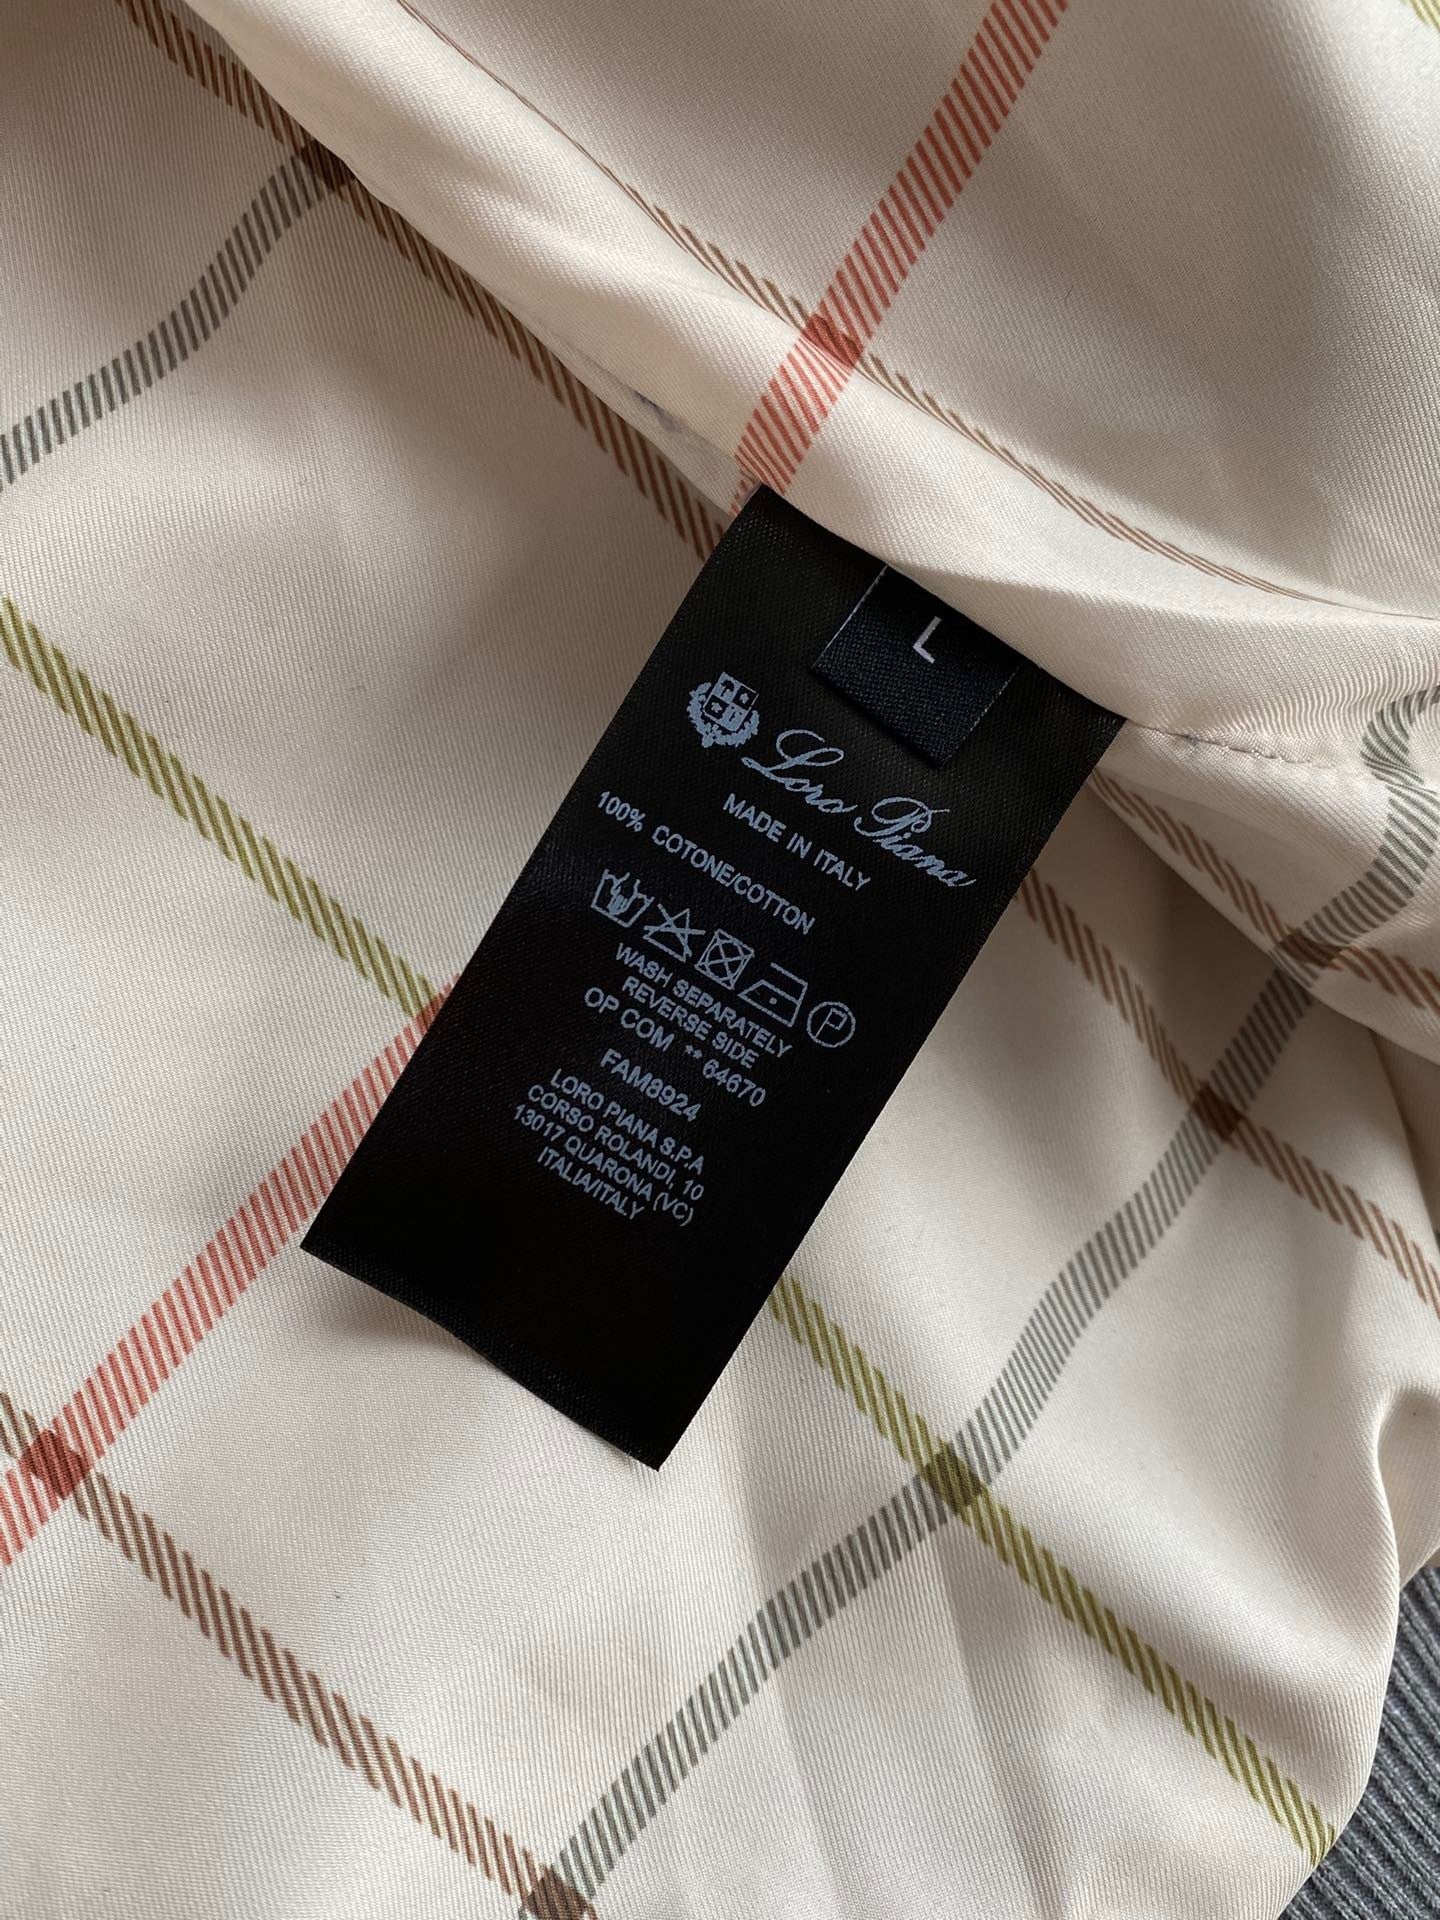 L
Loro Piana
MADE IN ITALY
100% COTONE/COTTON
P
WASH SEPARATELY
REVERSE SIDE
OP COM ** 64670
FAM8924
LORO PIANA S.P.A
CORSO ROLANDI, 10
13017 QUARONA (VC)
ITALIA/ITALY